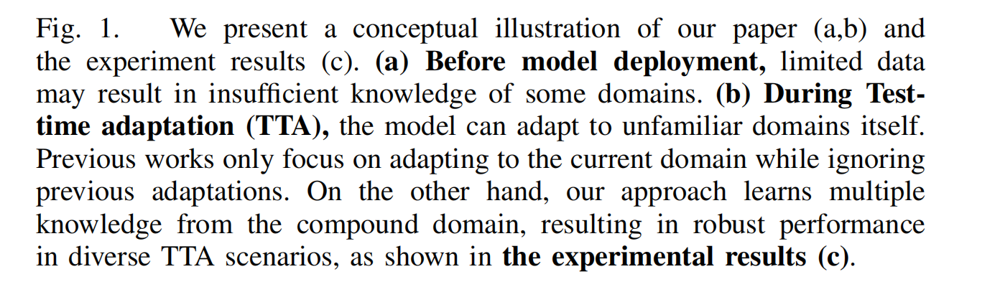 Fig. 1. We present a conceptual illustration of our paper (a,b) and
the experiment results (c). (a) Before model deployment, limited data
may result in insufficient knowledge of some domains. (b) During Test-
time adaptation (TTA), the model can adapt to unfamiliar domains itself.
Previous works only focus on adapting to the current domain while ignoring
previous adaptations. On the other hand, our approach learns multiple
knowledge from the compound domain, resulting in robust performance
in diverse TTA scenarios, as shown in the experimental results (c).